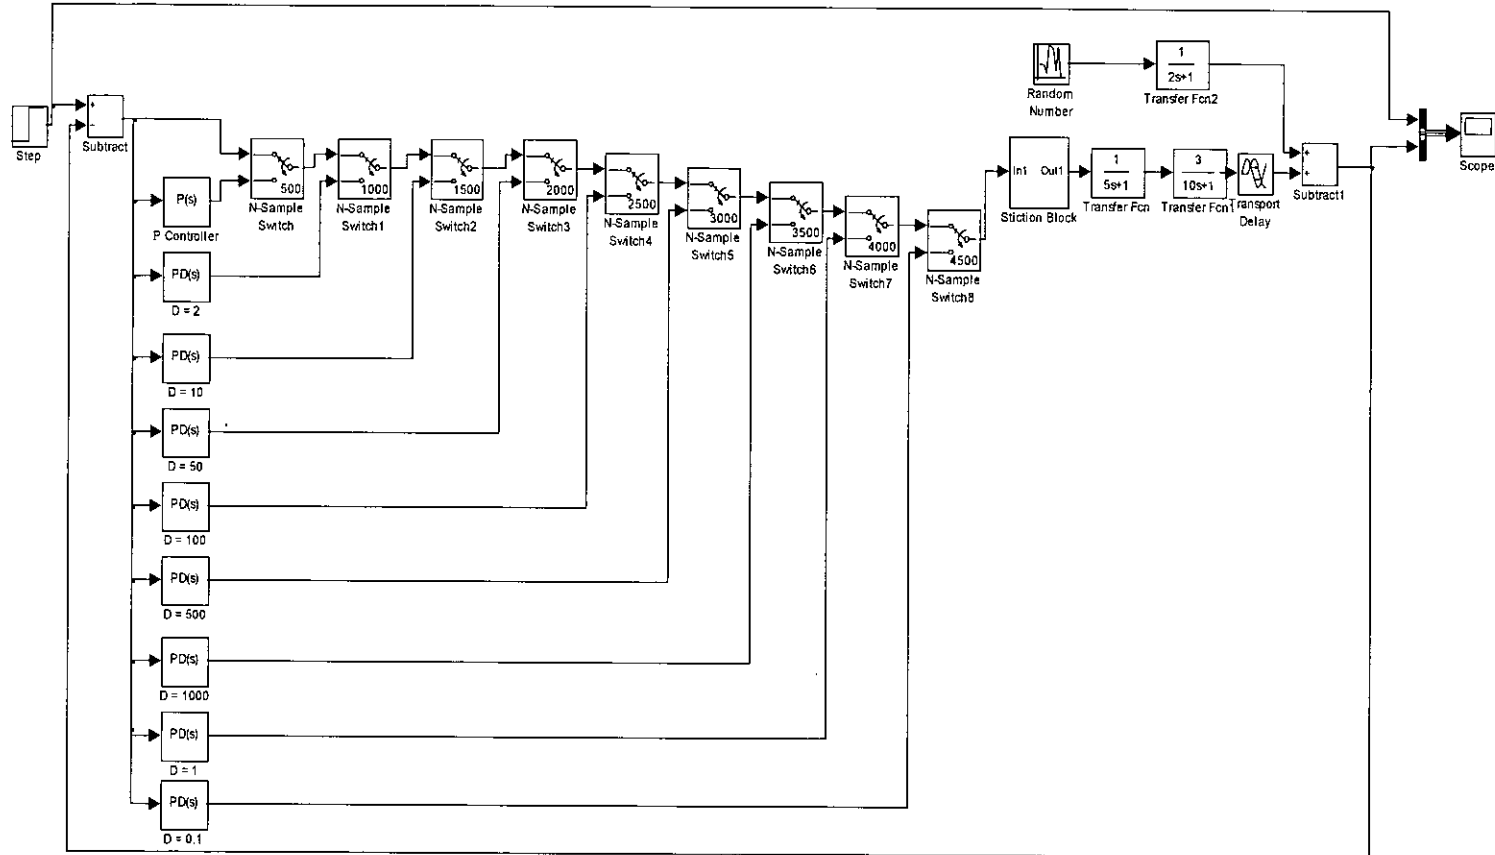 Step
+
-
Subtract
P(s)
P Controller
PD(s)
D = 2
PD(s)
D = 10
PD(s)
D = 50
PD(s)
D = 100
PD(s)
D = 500
PD(s)
D = 1000
PD(s)
D = 1
PD(s)
D = 0.1
500
N-Sample
Switch
1000
N-Sample
Switch1
1500
N-Sample
Switch2
2000
N-Sample
Switch3
2500
N-Sample
Switch4
3000
N-Sample
Switch5
3500
N-Sample
Switch6
4000
N-Sample
Switch7
4500
N-Sample
Switch8
Random
Number
1
2s+1
Transfer Fcn2
In1 Out1
Stiction Block
1
5s+1
Transfer Fcn
3
10s+1
Transfer Fcn1
Transport
Delay
+
+
Subtract1
Scope